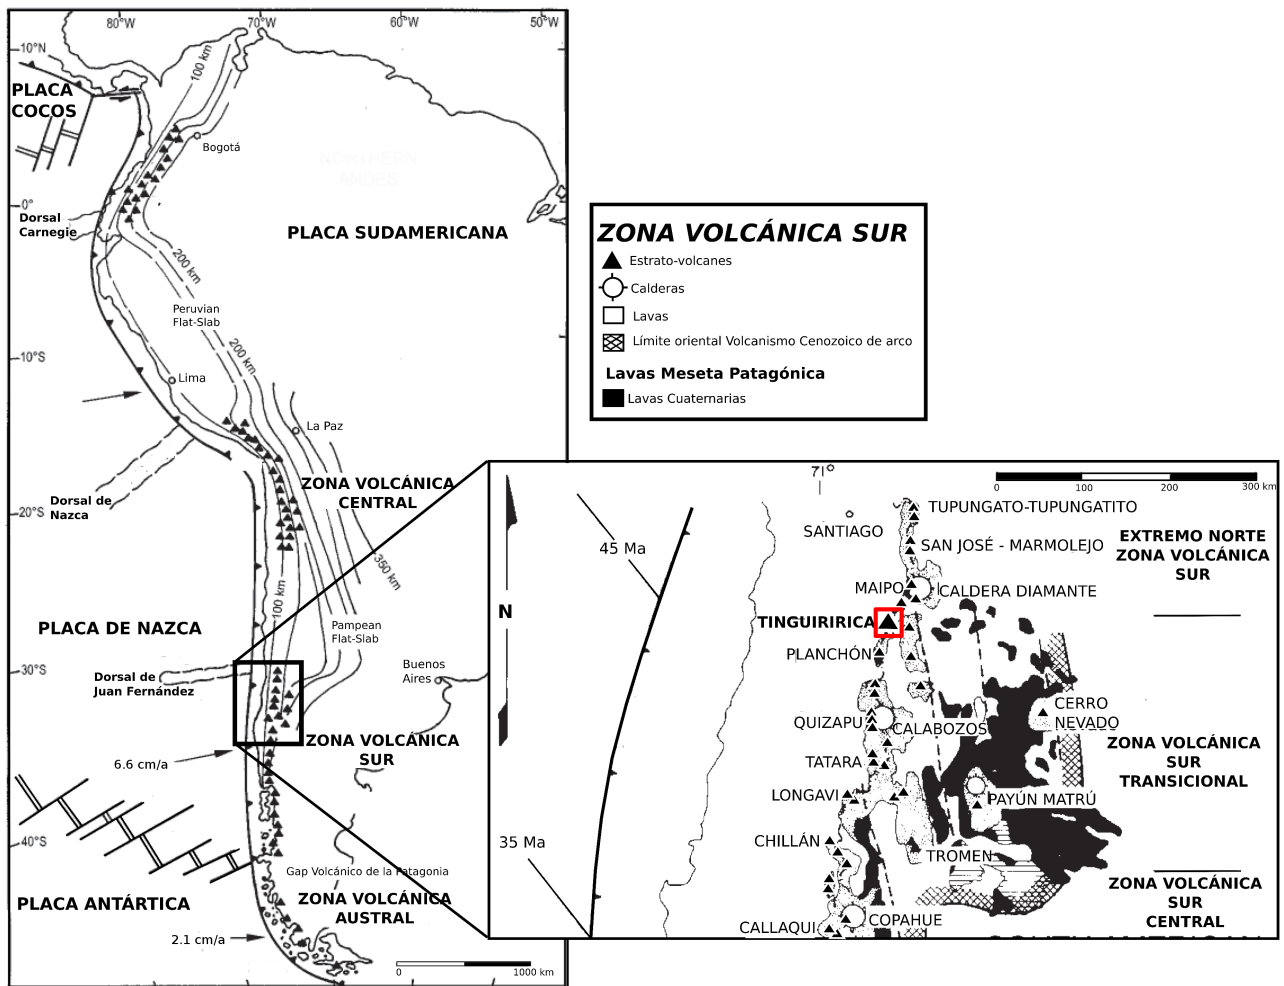 80°W
70°W
60°W
50°W
10°N
PLACA
COCOS
100 km
Bogotá
NORTHERN
ANDES
0°
Dorsal
Carnegie
PLACA SUDAMERICANA
200 km
Peruvian
Flat-Slab
200 km
10°S
Lima
La Paz
ZONA VOLCÁNICA
CENTRAL
Dorsal de
Nazca
20°S
350 km
100 km
PLACA DE NAZCA
Pampean
Flat-Slab
30°S
Dorsal de
Juan Fernández
Buenos
Aires
ZONA VOLCÁNICA
SUR
6.6 cm/a
40°S
Gap Volcánico de la Patagonia
PLACA ANTÁRTICA
ZONA VOLCÁNICA
AUSTRAL
2.1 cm/a
0
1000 km
ZONA VOLCÁNICA SUR
Estrato-volcanes
Calderas
Lavas
Límite oriental Volcanismo Cenozoico de arco
Lavas Meseta Patagónica
Lavas Cuaternarias
71°
0
100
200
300 km
SANTIAGO
TUPUNGATO-TUPUNGATITO
45 Ma
SAN JOSÉ - MARMOLEJO
EXTREMO NORTE
ZONA VOLCÁNICA
SUR
MAIPO
CALDERA DIAMANTE
N
TINGUIRIRICA
PLANCHÓN
CERRO
NEVADO
QUIZAPU
CALABOZOS
ZONA VOLCÁNICA
SUR
TRANSICIONAL
TATARA
LONGAVI
PAYÚN MATRÚ
35 Ma
CHILLÁN
TROMEN
ZONA VOLCÁNICA
SUR
CENTRAL
COPAHUE
CALLAQUI